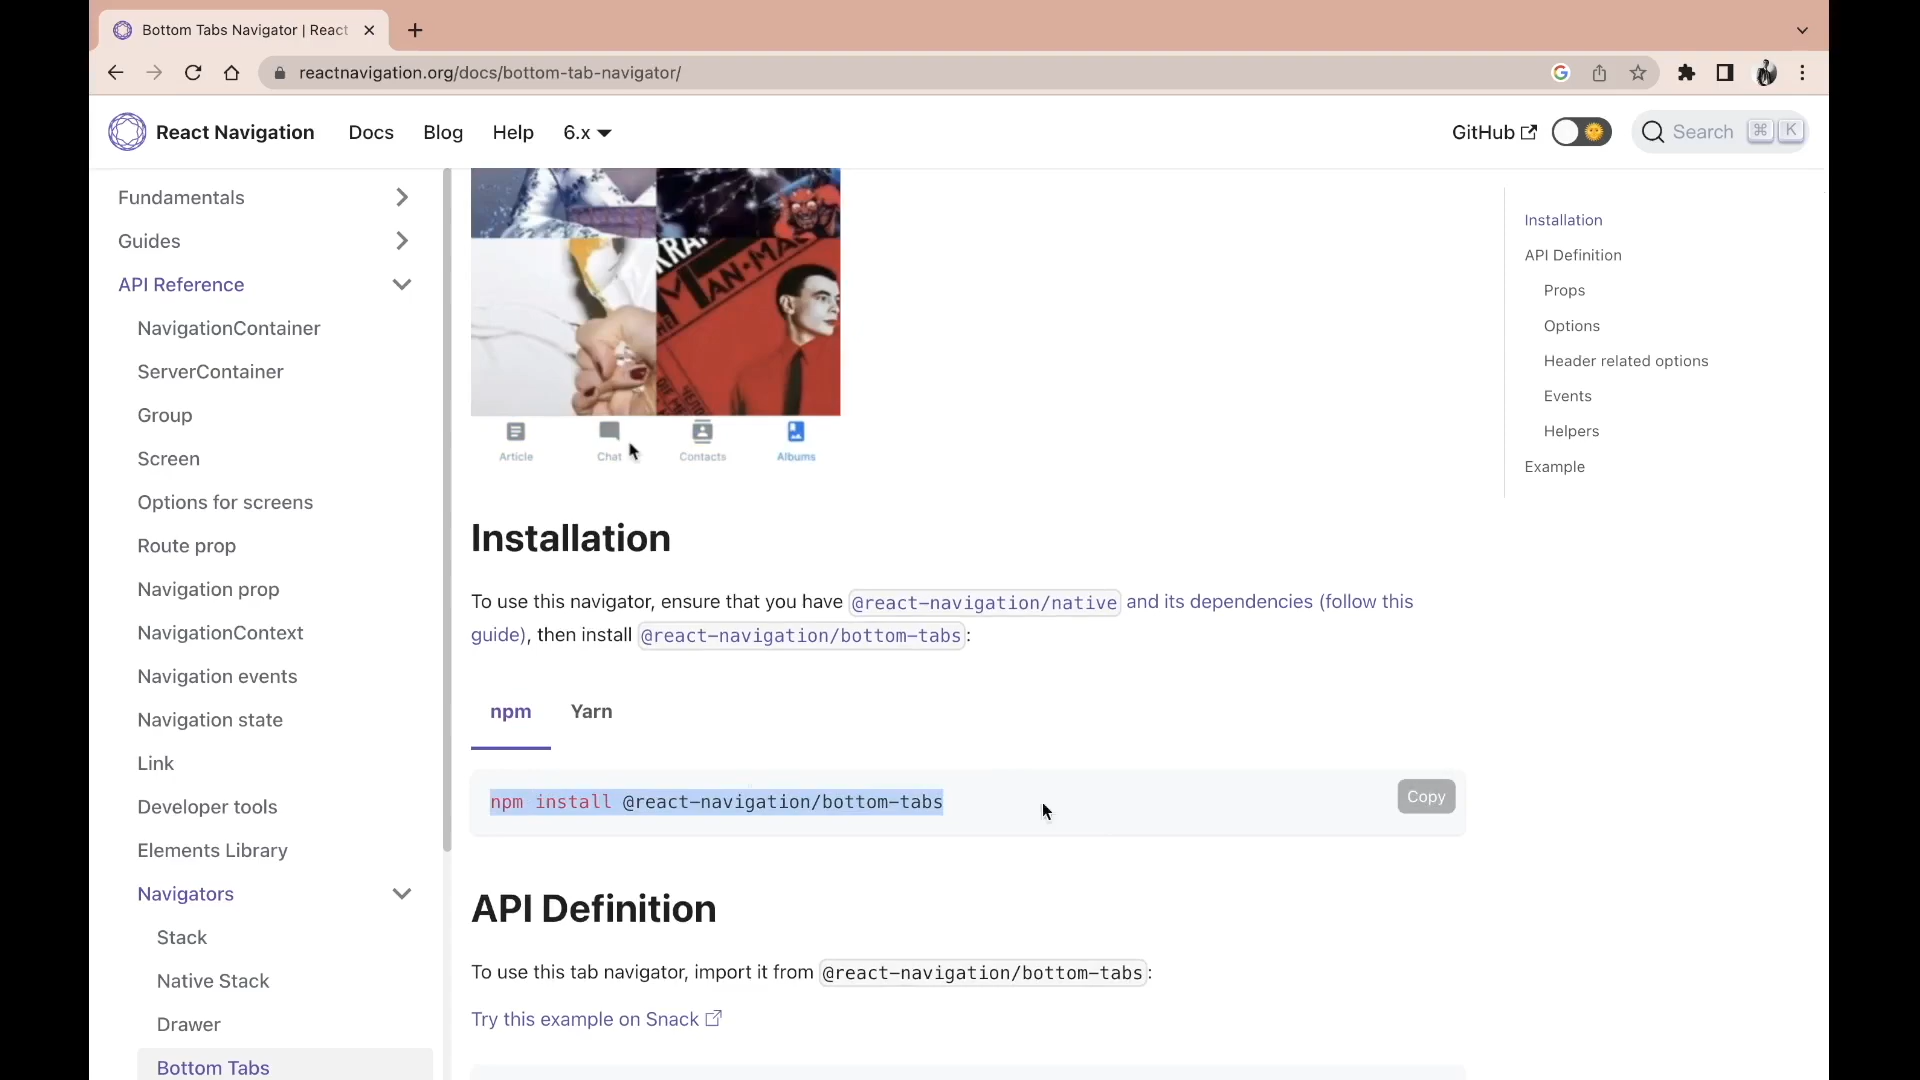 Bottom Tabs Navigator | React
reactnavigation.org/docs/bottom-tab-navigator/
React Navigation
Docs
Blog
Help
6.x
GitHub
Search
⌘
K
Fundamentals
Guides
API Reference
NavigationContainer
ServerContainer
Group
Screen
Options for screens
Route prop
Navigation prop
NavigationContext
Navigation events
Navigation state
Link
Developer tools
Elements Library
Navigators
Stack
Native Stack
Drawer
Bottom Tabs
MAN·MA
Article
Chat
Contacts
Albums
Installation
To use this navigator, ensure that you have @react-navigation/native and its dependencies (follow this
guide), then install @react-navigation/bottom-tabs:
npm
Yarn
npm install @react-navigation/bottom-tabs
Copy
API Definition
To use this tab navigator, import it from @react-navigation/bottom-tabs:
Try this example on Snack
Installation
API Definition
Props
Options
Header related options
Events
Helpers
Example